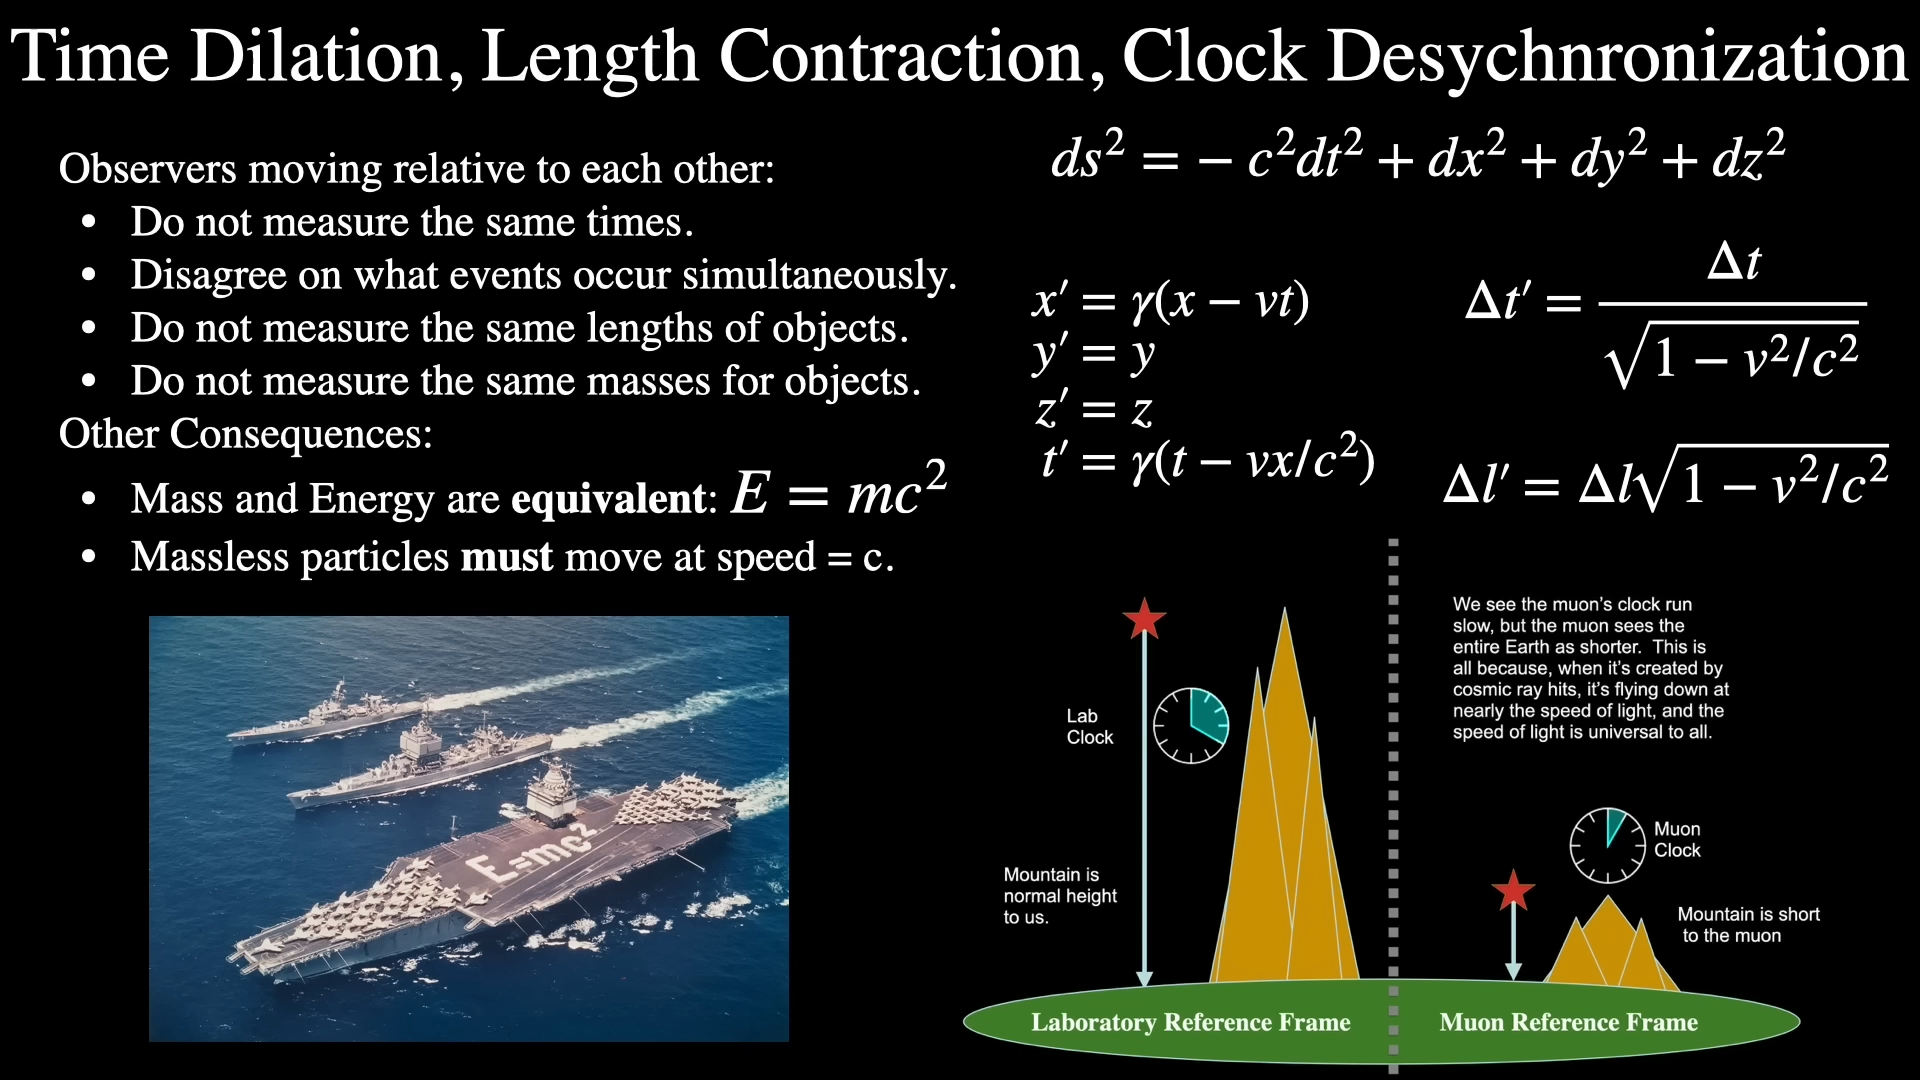 Time Dilation, Length Contraction, Clock Desychnronization
Observers moving relative to each other:
• Do not measure the same times.
• Disagree on what events occur simultaneously.
• Do not measure the same lengths of objects.
• Do not measure the same masses for objects.
Other Consequences:
• Mass and Energy are equivalent: E = mc²
• Massless particles must move at speed = c.
ds² = − c²dt² + dx² + dy² + dz²
x′ = γ(x − vt)
y′ = y
z′ = z
t′ = γ(t − vx/c²)
Δt′ = Δt / √(1 − v²/c²)
Δl′ = Δl√(1 − v²/c²)
E=mc²
Lab
Clock
Mountain is
normal height
to us.
Laboratory Reference Frame
We see the muon's clock run
slow, but the muon sees the
entire Earth as shorter. This is
all because, when it's created by
cosmic ray hits, it's flying down at
nearly the speed of light, and the
speed of light is universal to all.
Muon
Clock
Mountain is short
to the muon
Muon Reference Frame